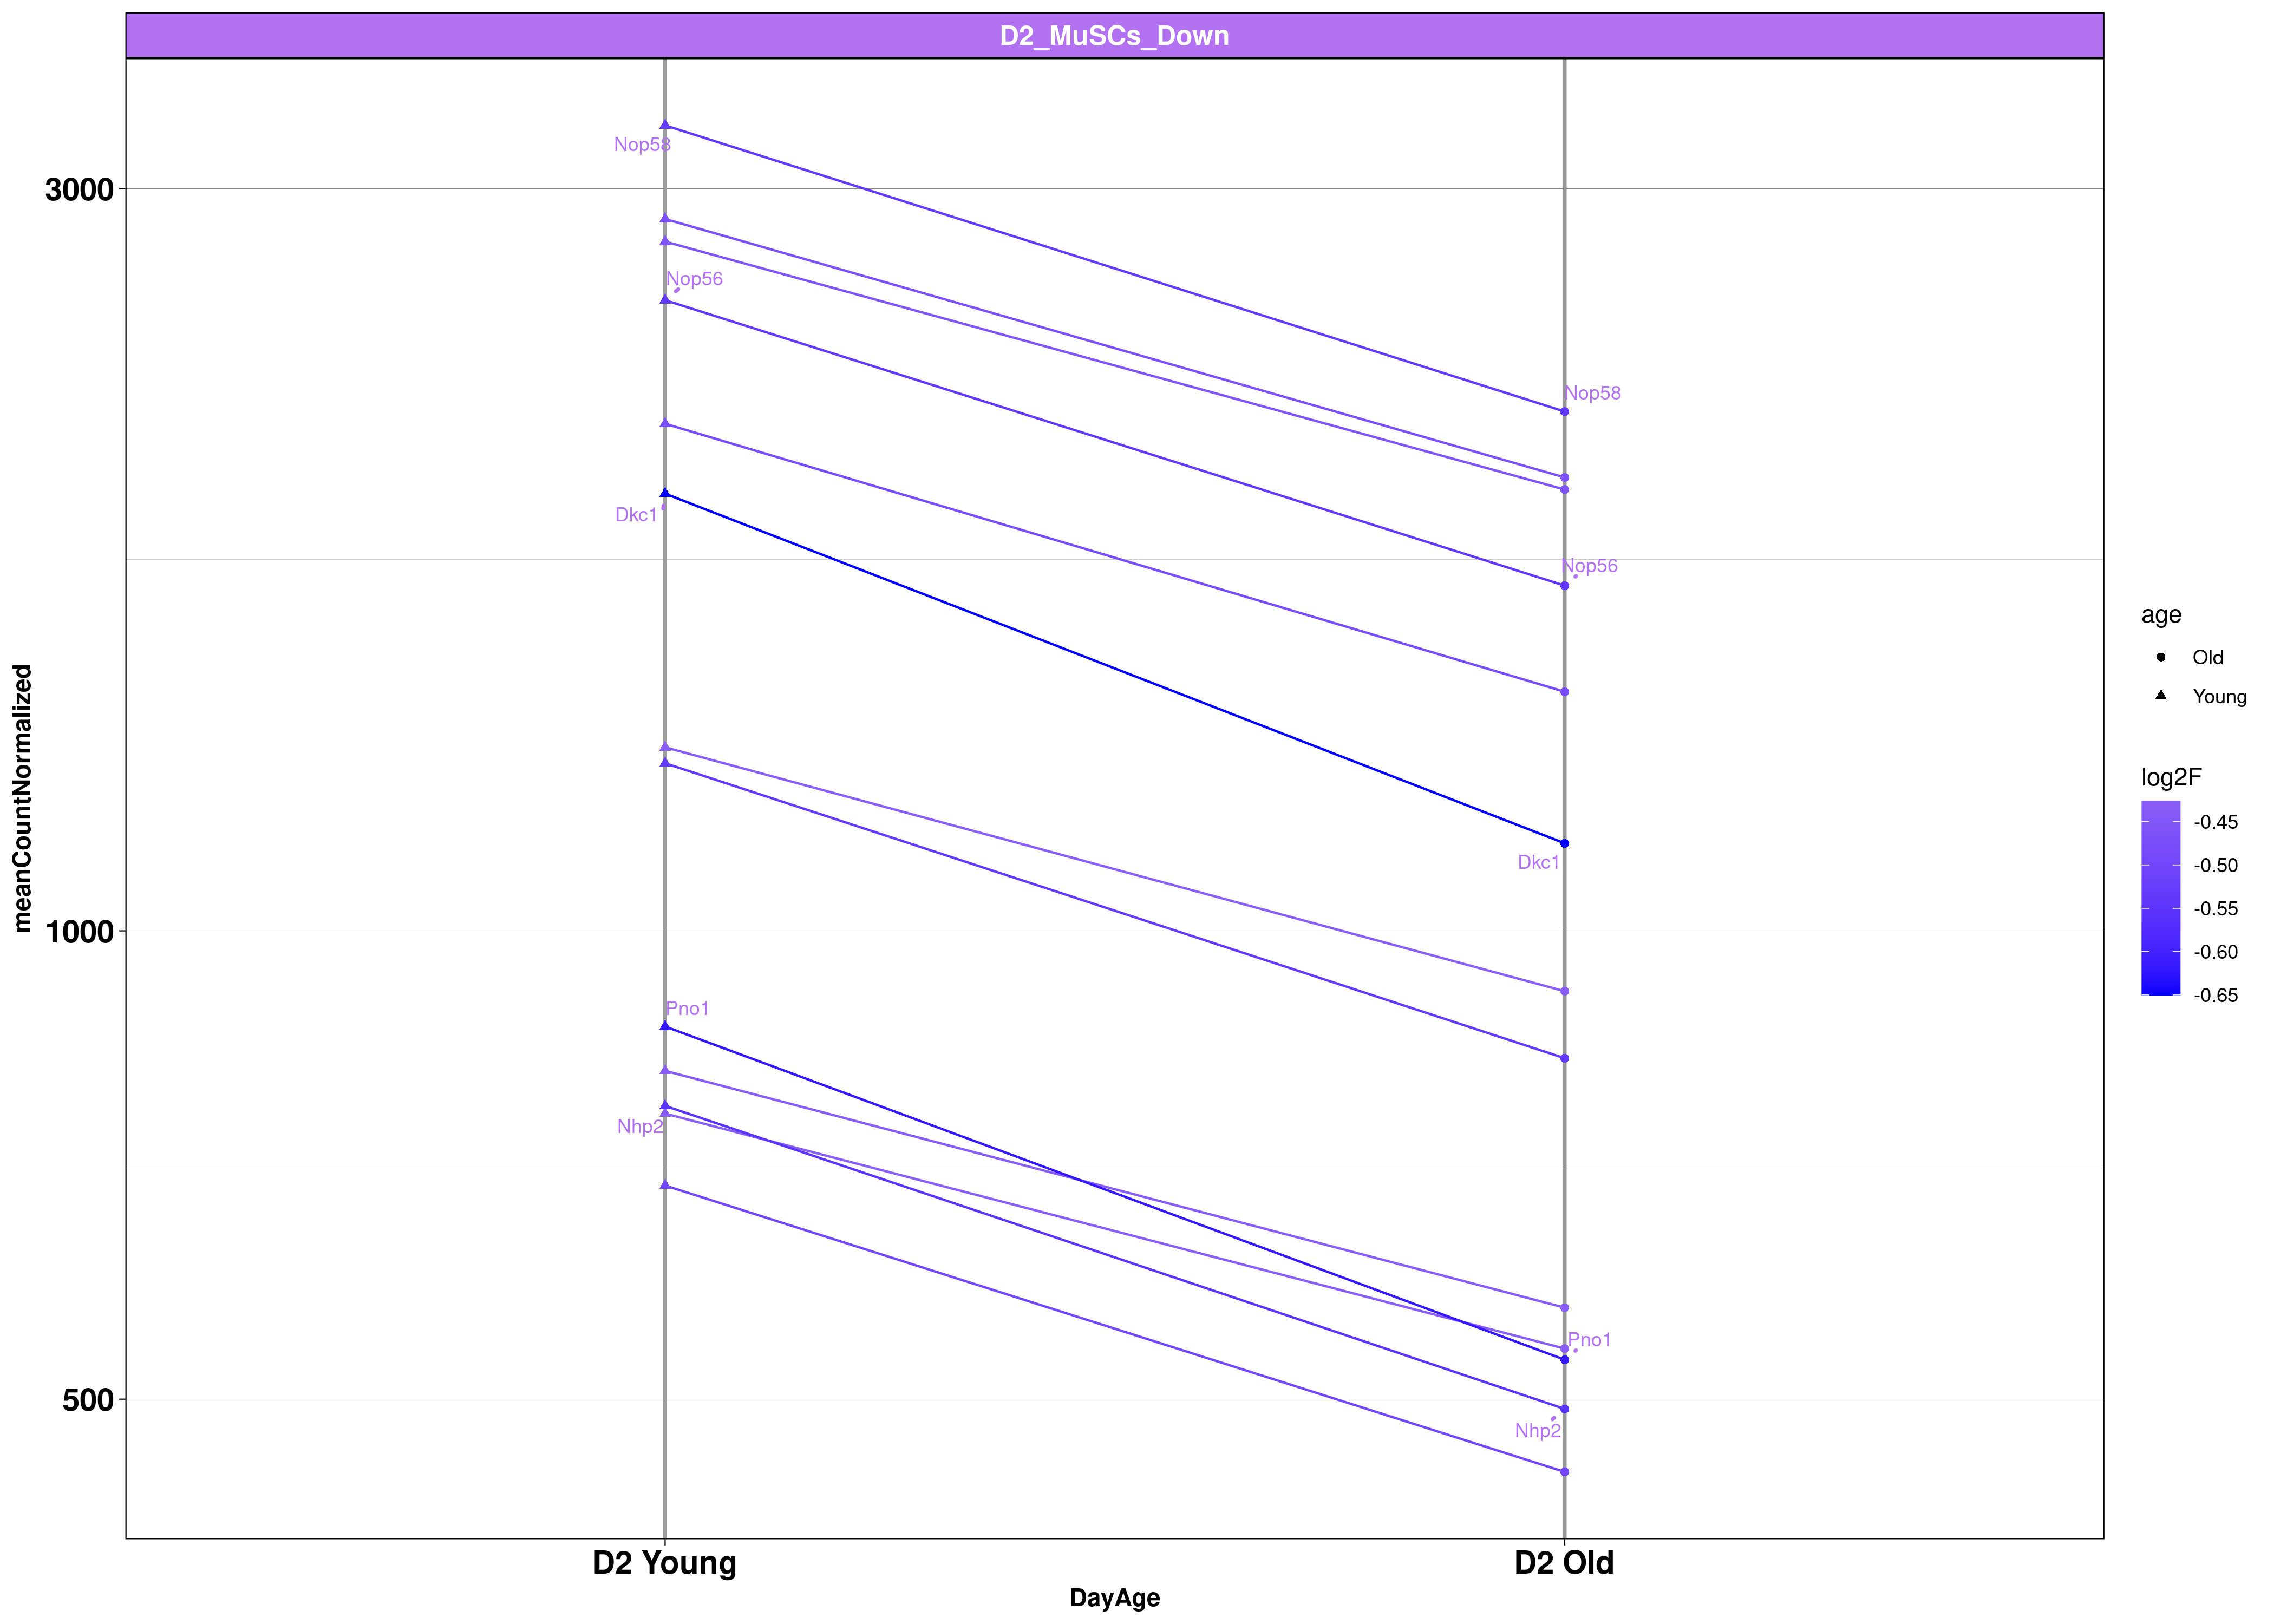 D2_MuSCs_Down
meanCountNormalized
3000
1000
500
Nop58
Nop56
Dkc1
Pno1
Nhp2
Nop58
Nop56
Dkc1
Pno1
Nhp2
D2 Young
D2 Old
DayAge
age
Old
Young
log2F
-0.45
-0.50
-0.55
-0.60
-0.65